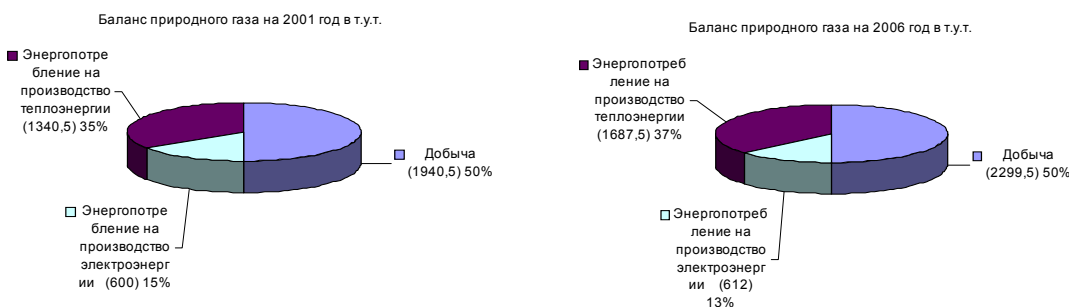 Баланс природного газа на 2001 год в т.у.т.
Энергопотре
бление на
производство
теплоэнергии
(1340,5) 35%
Добыча
(1940,5) 50%
Энергопотре
бление на
производство
электроэнерг
ии (600) 15%
Баланс природного газа на 2006 год в т.у.т.
Энергопотреб
ление на
производство
теплоэнергии
(1687,5) 37%
Добыча
(2299,5) 50%
Энергопотреб
ление на
производство
электроэнерг
ии (612)
13%